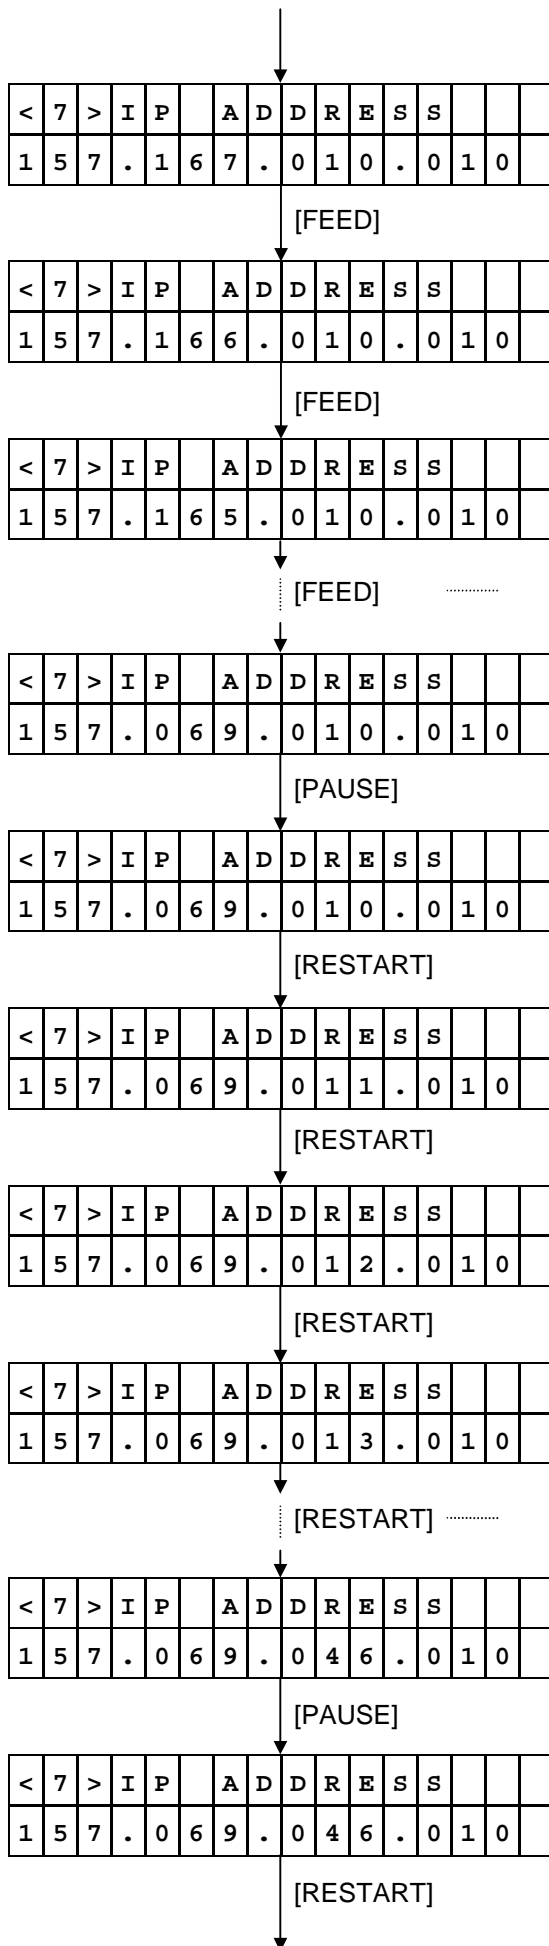 <7>IP ADDRESS
157.167.010.010
[FEED]
<7>IP ADDRESS
157.166.010.010
[FEED]
<7>IP ADDRESS
157.165.010.010
[FEED]
<7>IP ADDRESS
157.069.010.010
[PAUSE]
<7>IP ADDRESS
157.069.010.010
[RESTART]
<7>IP ADDRESS
157.069.011.010
[RESTART]
<7>IP ADDRESS
157.069.012.010
[RESTART]
<7>IP ADDRESS
157.069.013.010
[RESTART]
<7>IP ADDRESS
157.069.046.010
[PAUSE]
<7>IP ADDRESS
157.069.046.010
[RESTART]